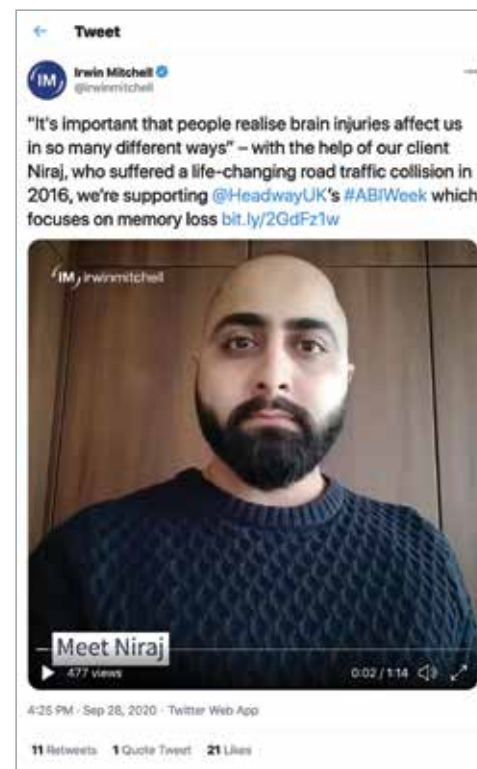 ← Tweet
IM
Irwin Mitchell
@irwinmitchell
"It's important that people realise brain injuries affect us
in so many different ways" – with the help of our client
Niraj, who suffered a life-changing road traffic collision in
2016, we're supporting @HeadwayUK's #ABIWeek which
focuses on memory loss bit.ly/2GdFz1w
IM irwinmitchell
Meet Niraj
477 views 0:02 / 1:14
4:25 PM · Sep 28, 2020 · Twitter Web App
11 Retweets 1 Quote Tweet 21 Likes